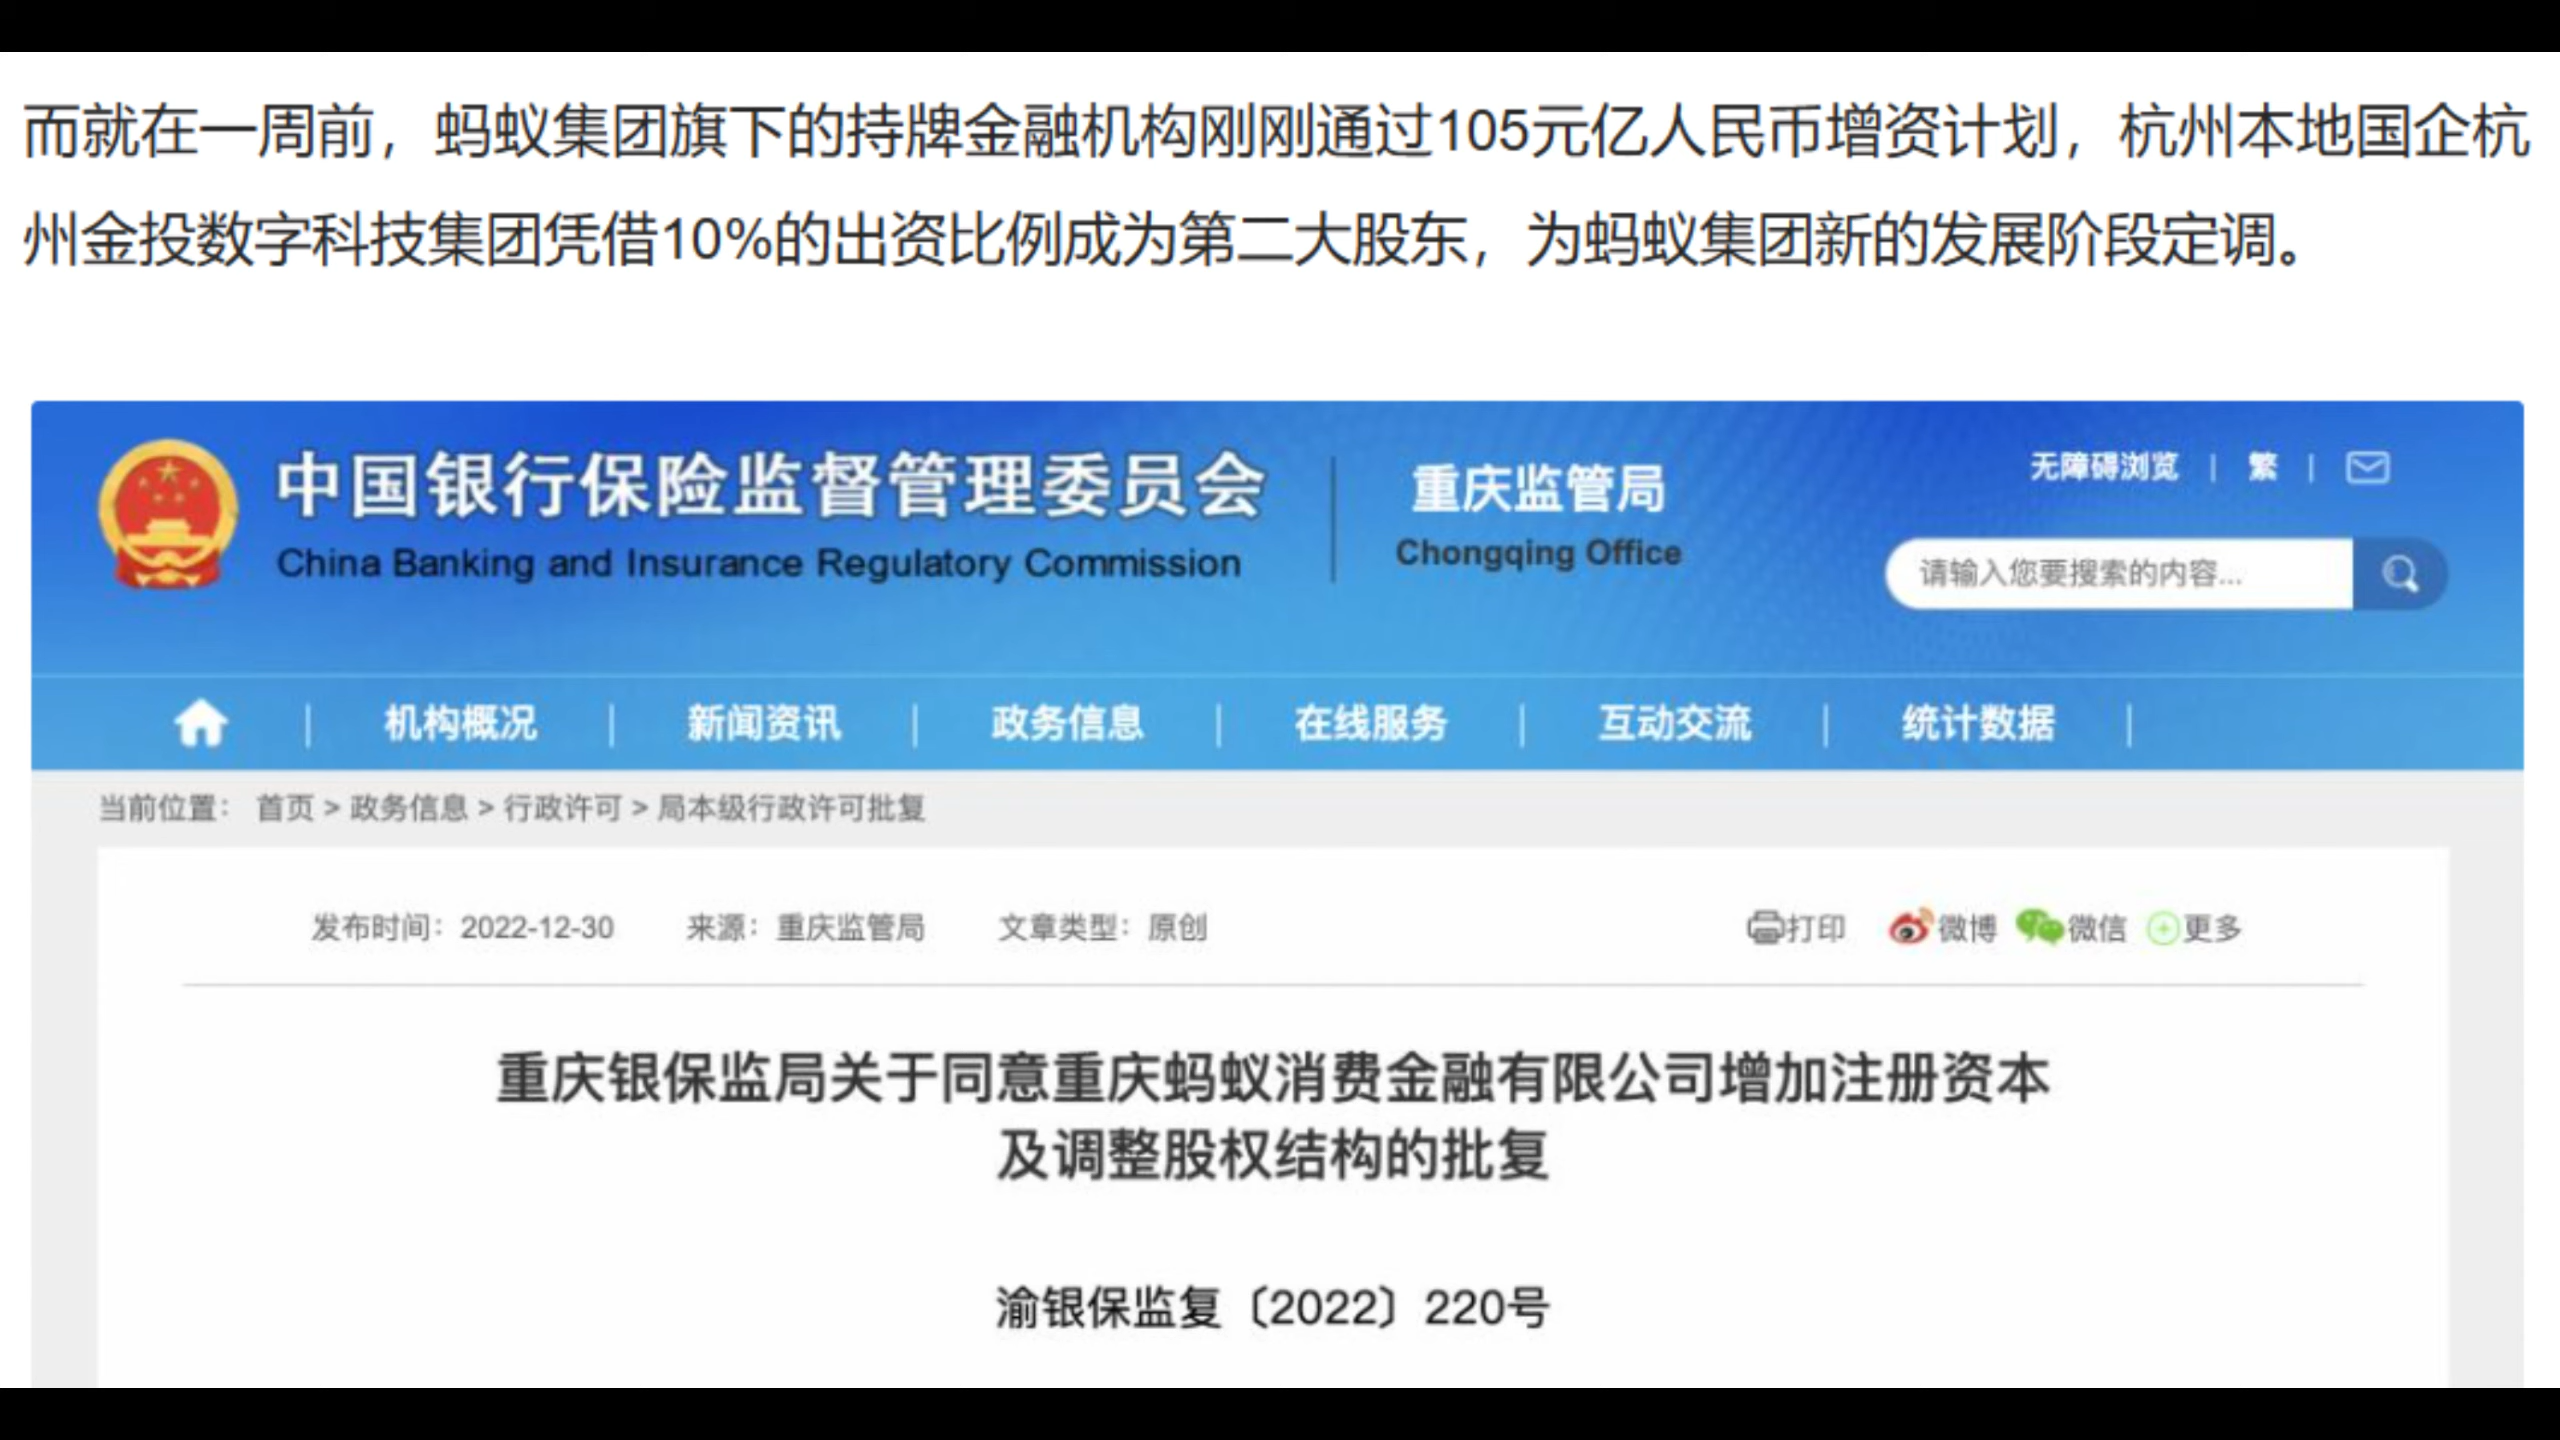 而就在一周前，蚂蚁集团旗下的持牌金融机构刚刚通过105元亿人民币增资计划，杭州本地国企杭
州金投数字科技集团凭借10%的出资比例成为第二大股东，为蚂蚁集团新的发展阶段定调。
中国银行保险监督管理委员会
China Banking and Insurance Regulatory Commission
重庆监管局
Chongqing Office
无障碍浏览 | 繁 |
请输入您要搜索的内容...
机构概况 | 新闻资讯 | 政务信息 | 在线服务 | 互动交流 | 统计数据 |
当前位置： 首页 > 政务信息 > 行政许可 > 局本级行政许可批复
发布时间：2022-12-30 来源：重庆监管局 文章类型：原创 打印 微博 微信 更多
重庆银保监局关于同意重庆蚂蚁消费金融有限公司增加注册资本
及调整股权结构的批复
渝银保监复〔2022〕220号